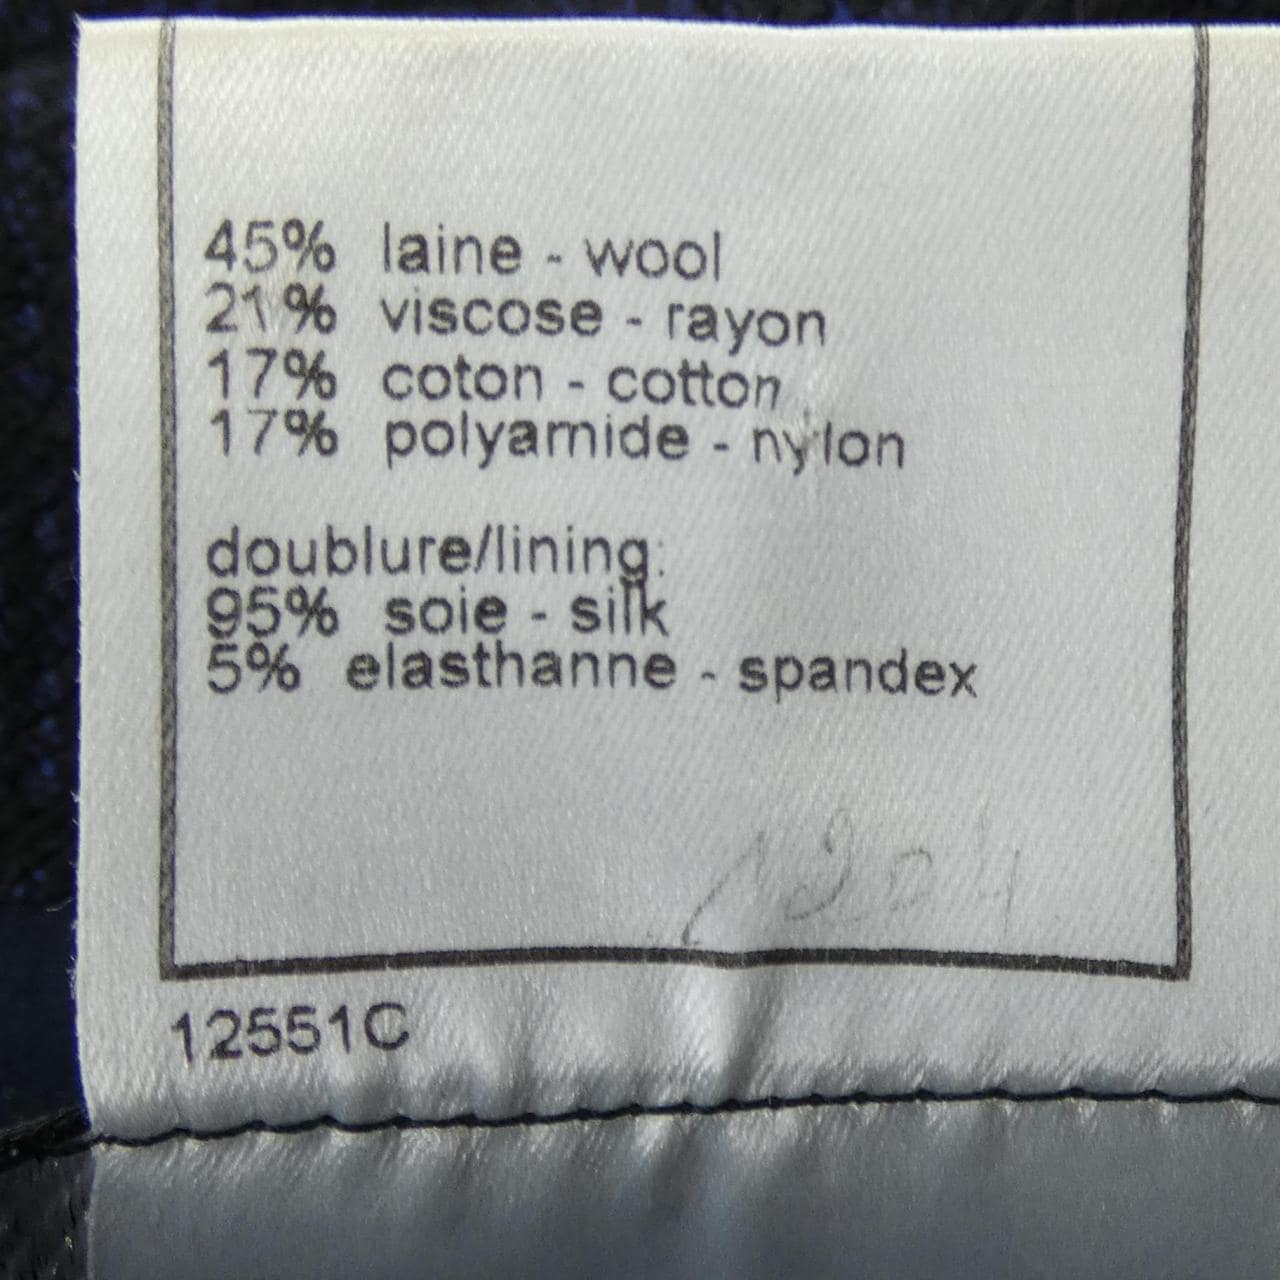 45% laine - wool
21% viscose - rayon
17% coton - cotton
17% polyamide - nylon
doublure/lining:
95% soie - silk
5% elasthanne - spandex
12551C